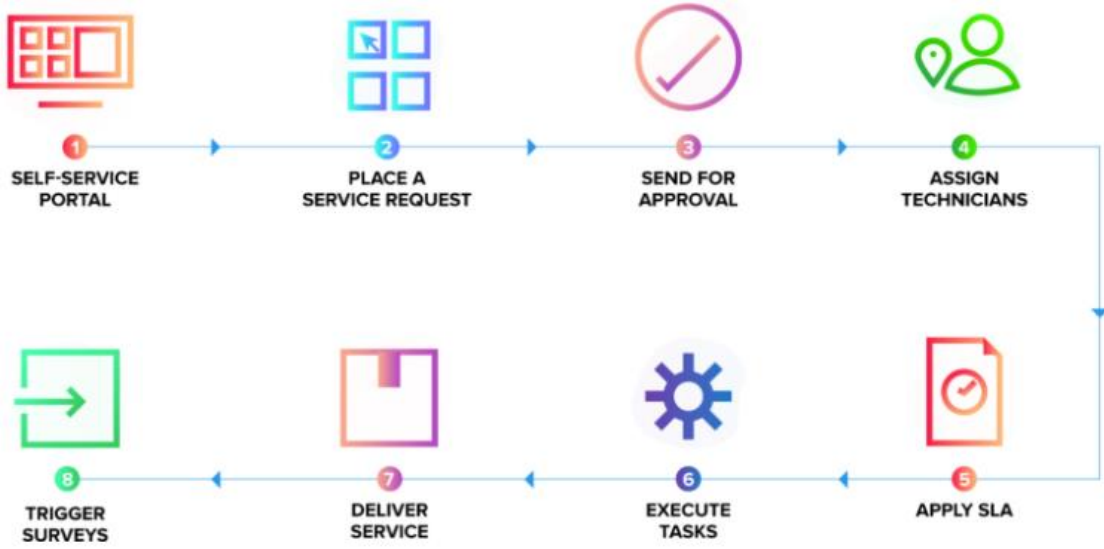 1
SELF-SERVICE
PORTAL
2
PLACE A
SERVICE REQUEST
3
SEND FOR
APPROVAL
4
ASSIGN
TECHNICIANS
5
APPLY SLA
6
EXECUTE
TASKS
7
DELIVER
SERVICE
8
TRIGGER
SURVEYS